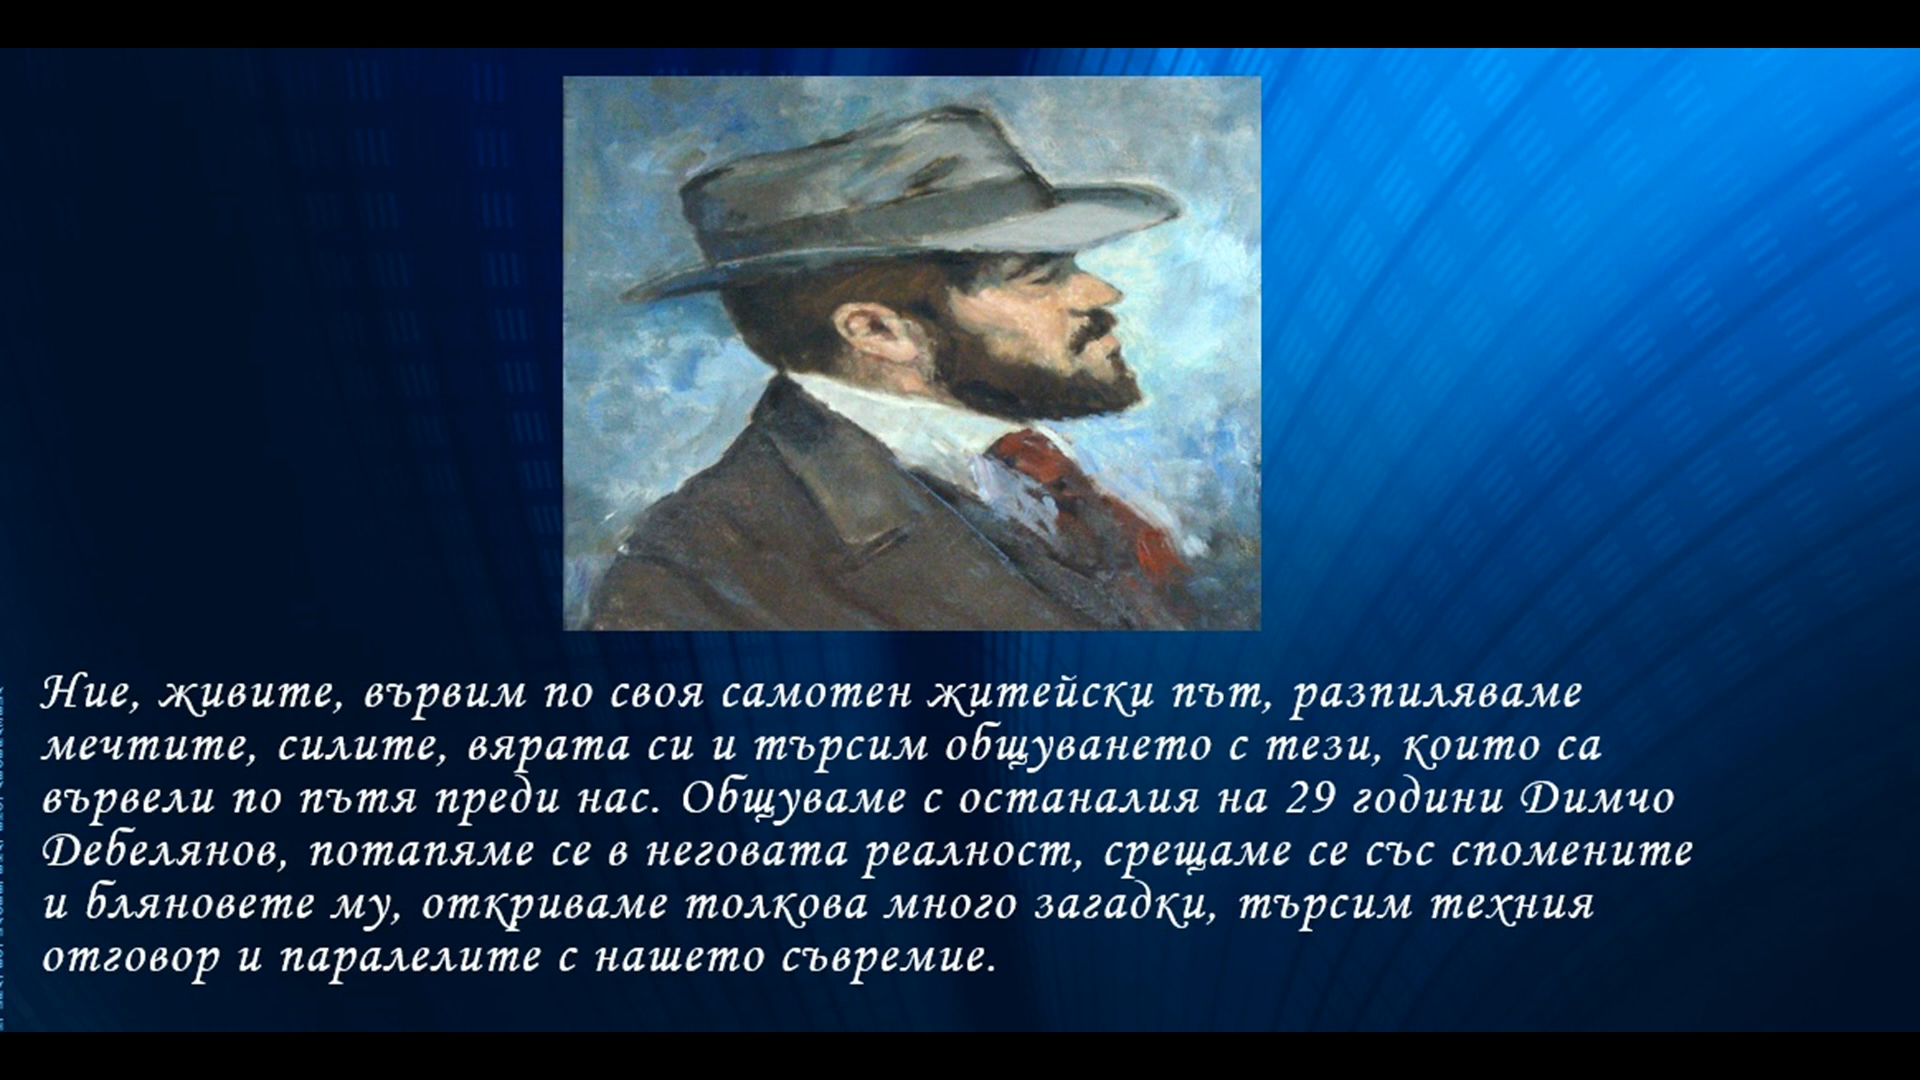 Ние, живите, вървим по своя самотен житейски път, разпиляваме
мечтите, силите, вярата си и търсим общуването с тези, които са
вървели по пътя преди нас. Общуваме с останалия на 29 години Димчо
Дебелянов, потапяме се в неговата реалност, срещаме се със спомените
и бляновете му, откриваме толкова много загадки, търсим техния
отговор и паралелите с нашето съвремие.